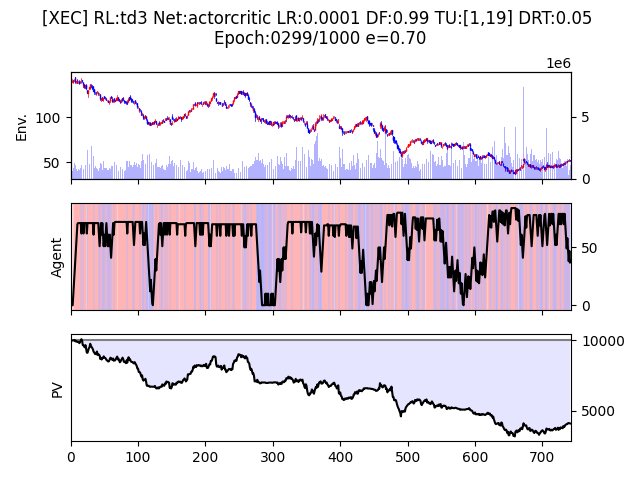 [XEC] RL:td3 Net:actorcritic LR:0.0001 DF:0.99 TU:[1,19] DRT:0.05
Epoch:0299/1000 e=0.70
1e6
Env.
100
50
5
0
Agent
50
0
PV
10000
5000
0 100 200 300 400 500 600 700